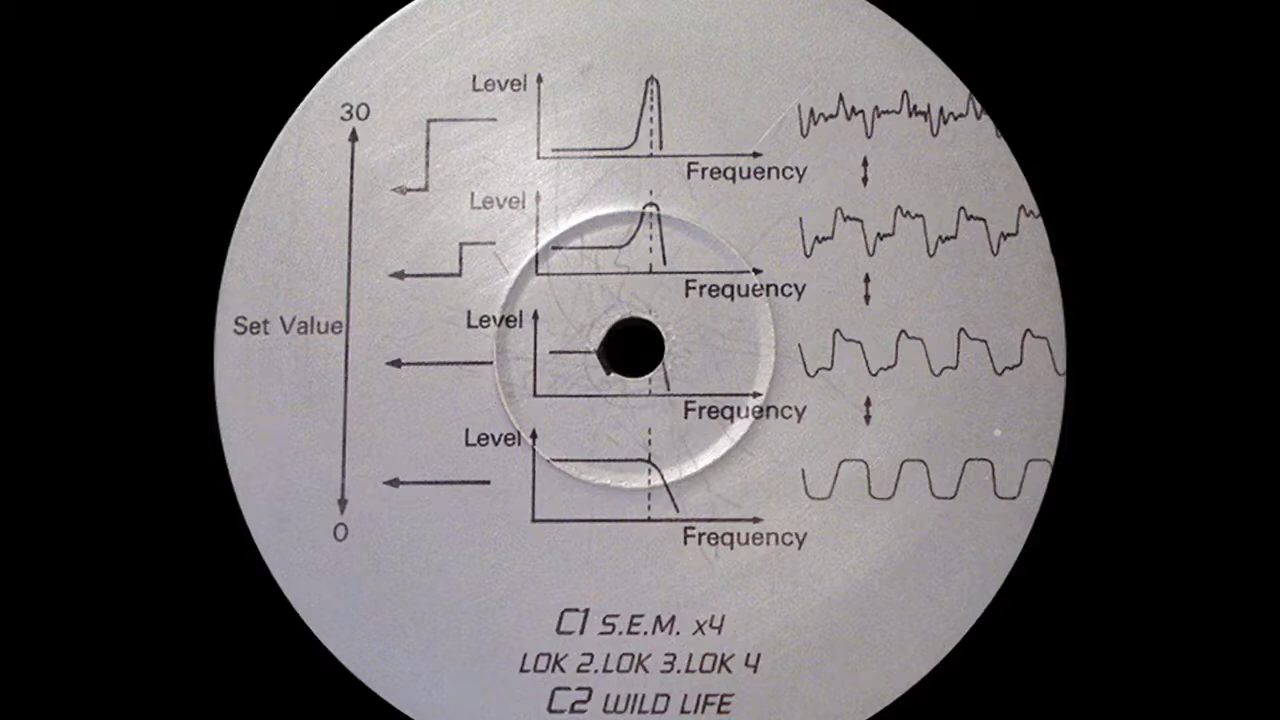 Level
30
Frequency
Level
Frequency
Set Value
Level
Frequency
Level
0
Frequency
C1 S.E.M. x4
LOK 2.LOK 3.LOK 4
C2 WILD LIFE